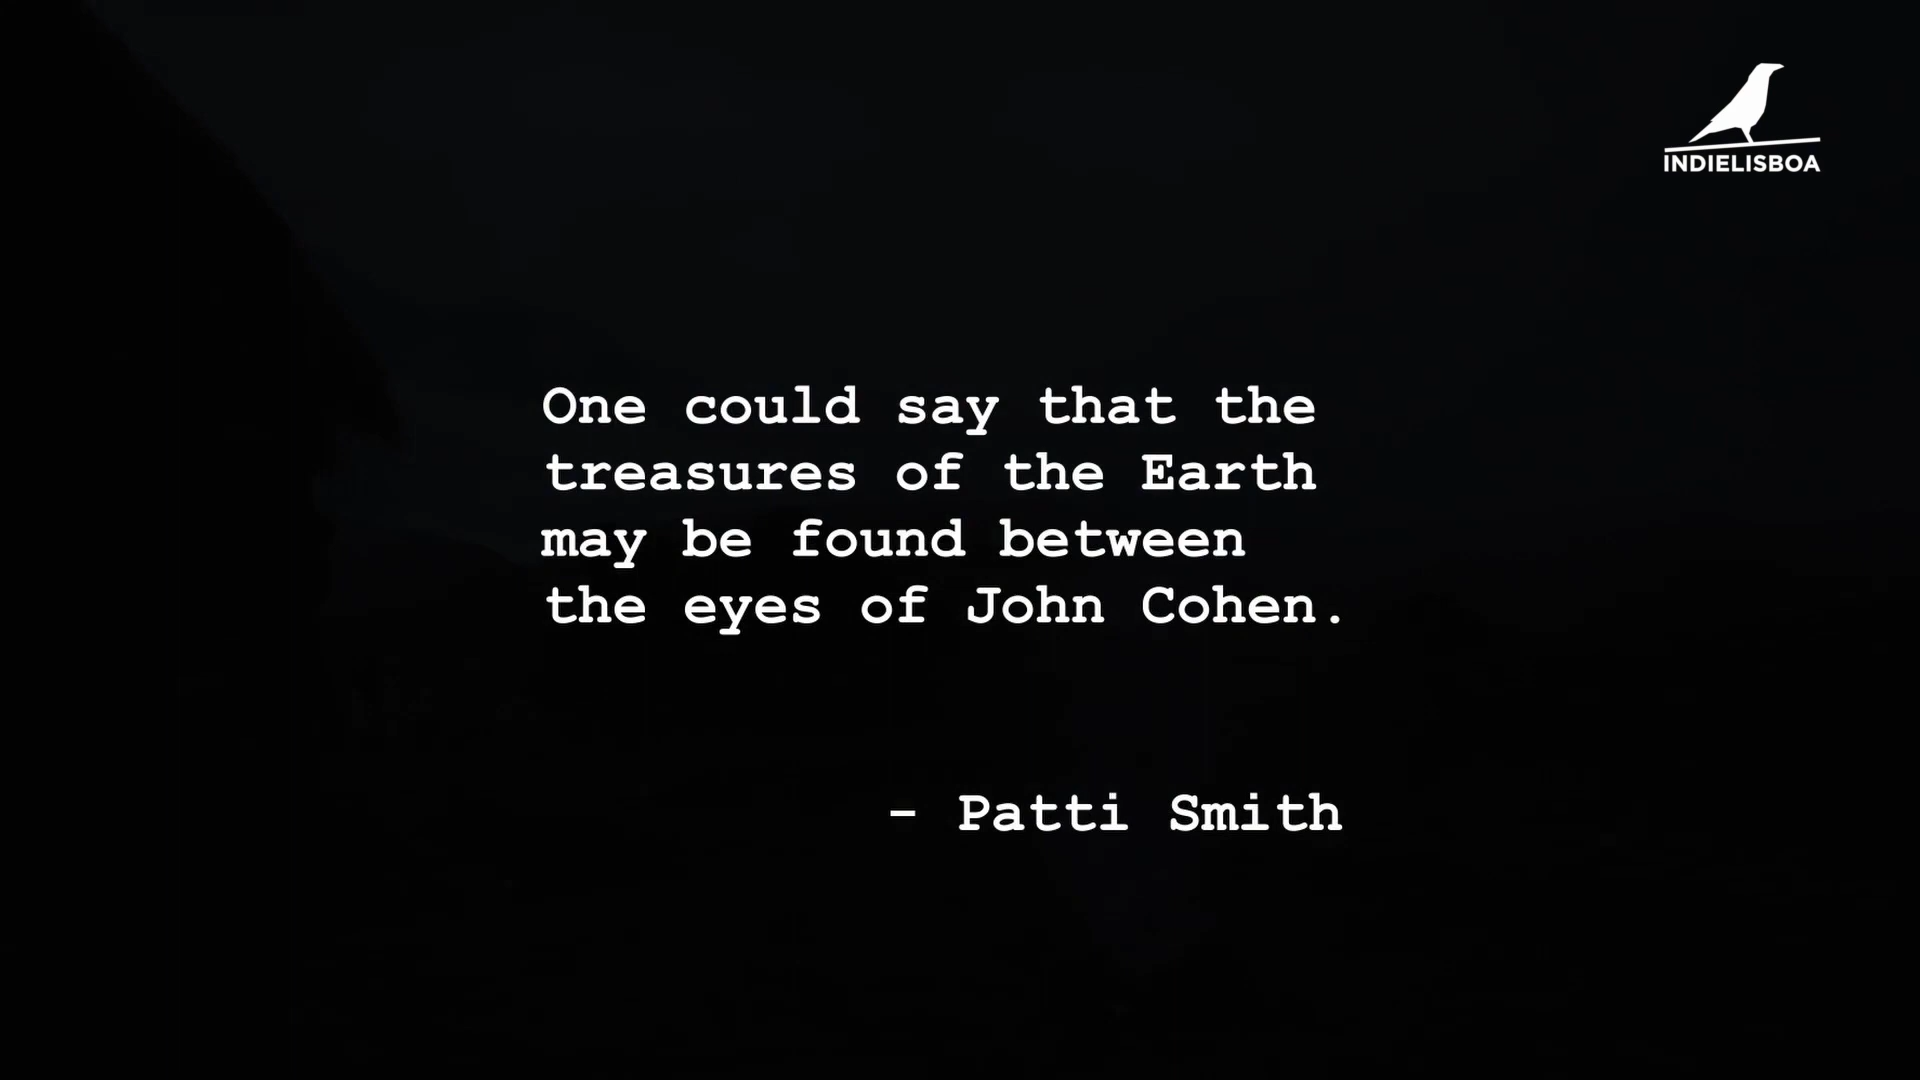 INDIELISBOA
One could say that the
treasures of the Earth
may be found between
the eyes of John Cohen.
- Patti Smith